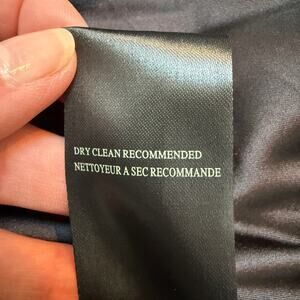 DRY CLEAN RECOMMENDED
NETTOYEUR A SEC RECOMMANDE